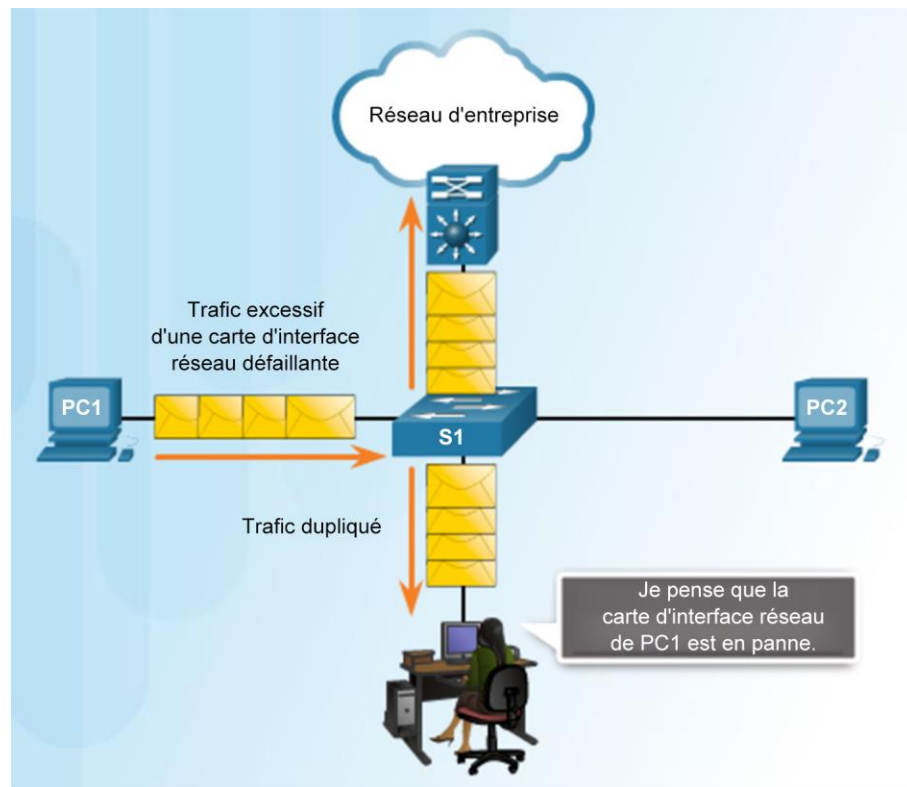 Réseau d'entreprise
Trafic excessif
d'une carte d'interface
réseau défaillante
PC1
S1
PC2
Trafic dupliqué
Je pense que la
carte d'interface réseau
de PC1 est en panne.